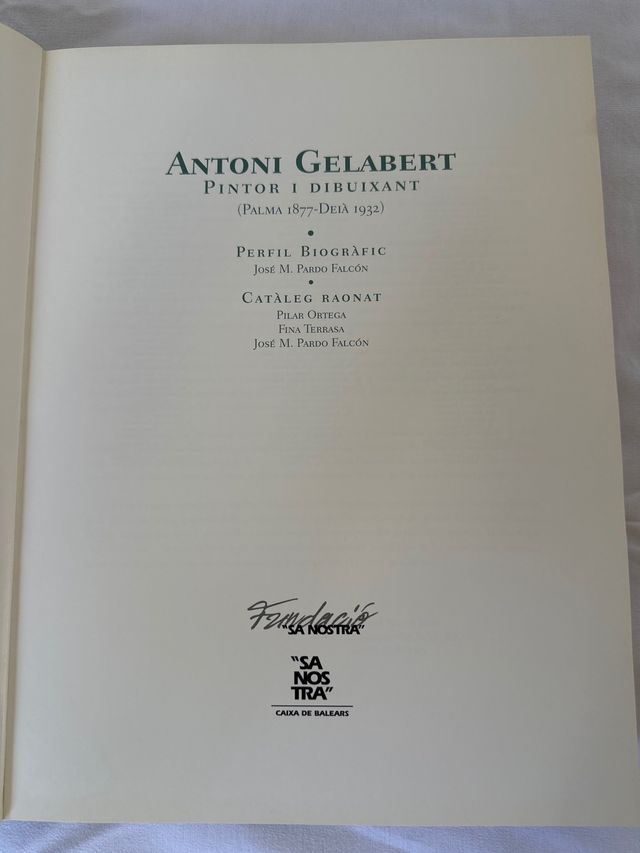 ANTONI GELABERT
PINTOR I DIBUIXANT
(PALMA 1877-DEIÀ 1932)
PERFIL BIOGRÀFIC
JOSÉ M. PARDO FALCÓN
CATÀLEG RAONAT
PILAR ORTEGA
FINA TERRASA
JOSÉ M. PARDO FALCÓN
Fundació
"SA NOSTRA"
"SA
NOS
TRA"
CAIXA DE BALEARS